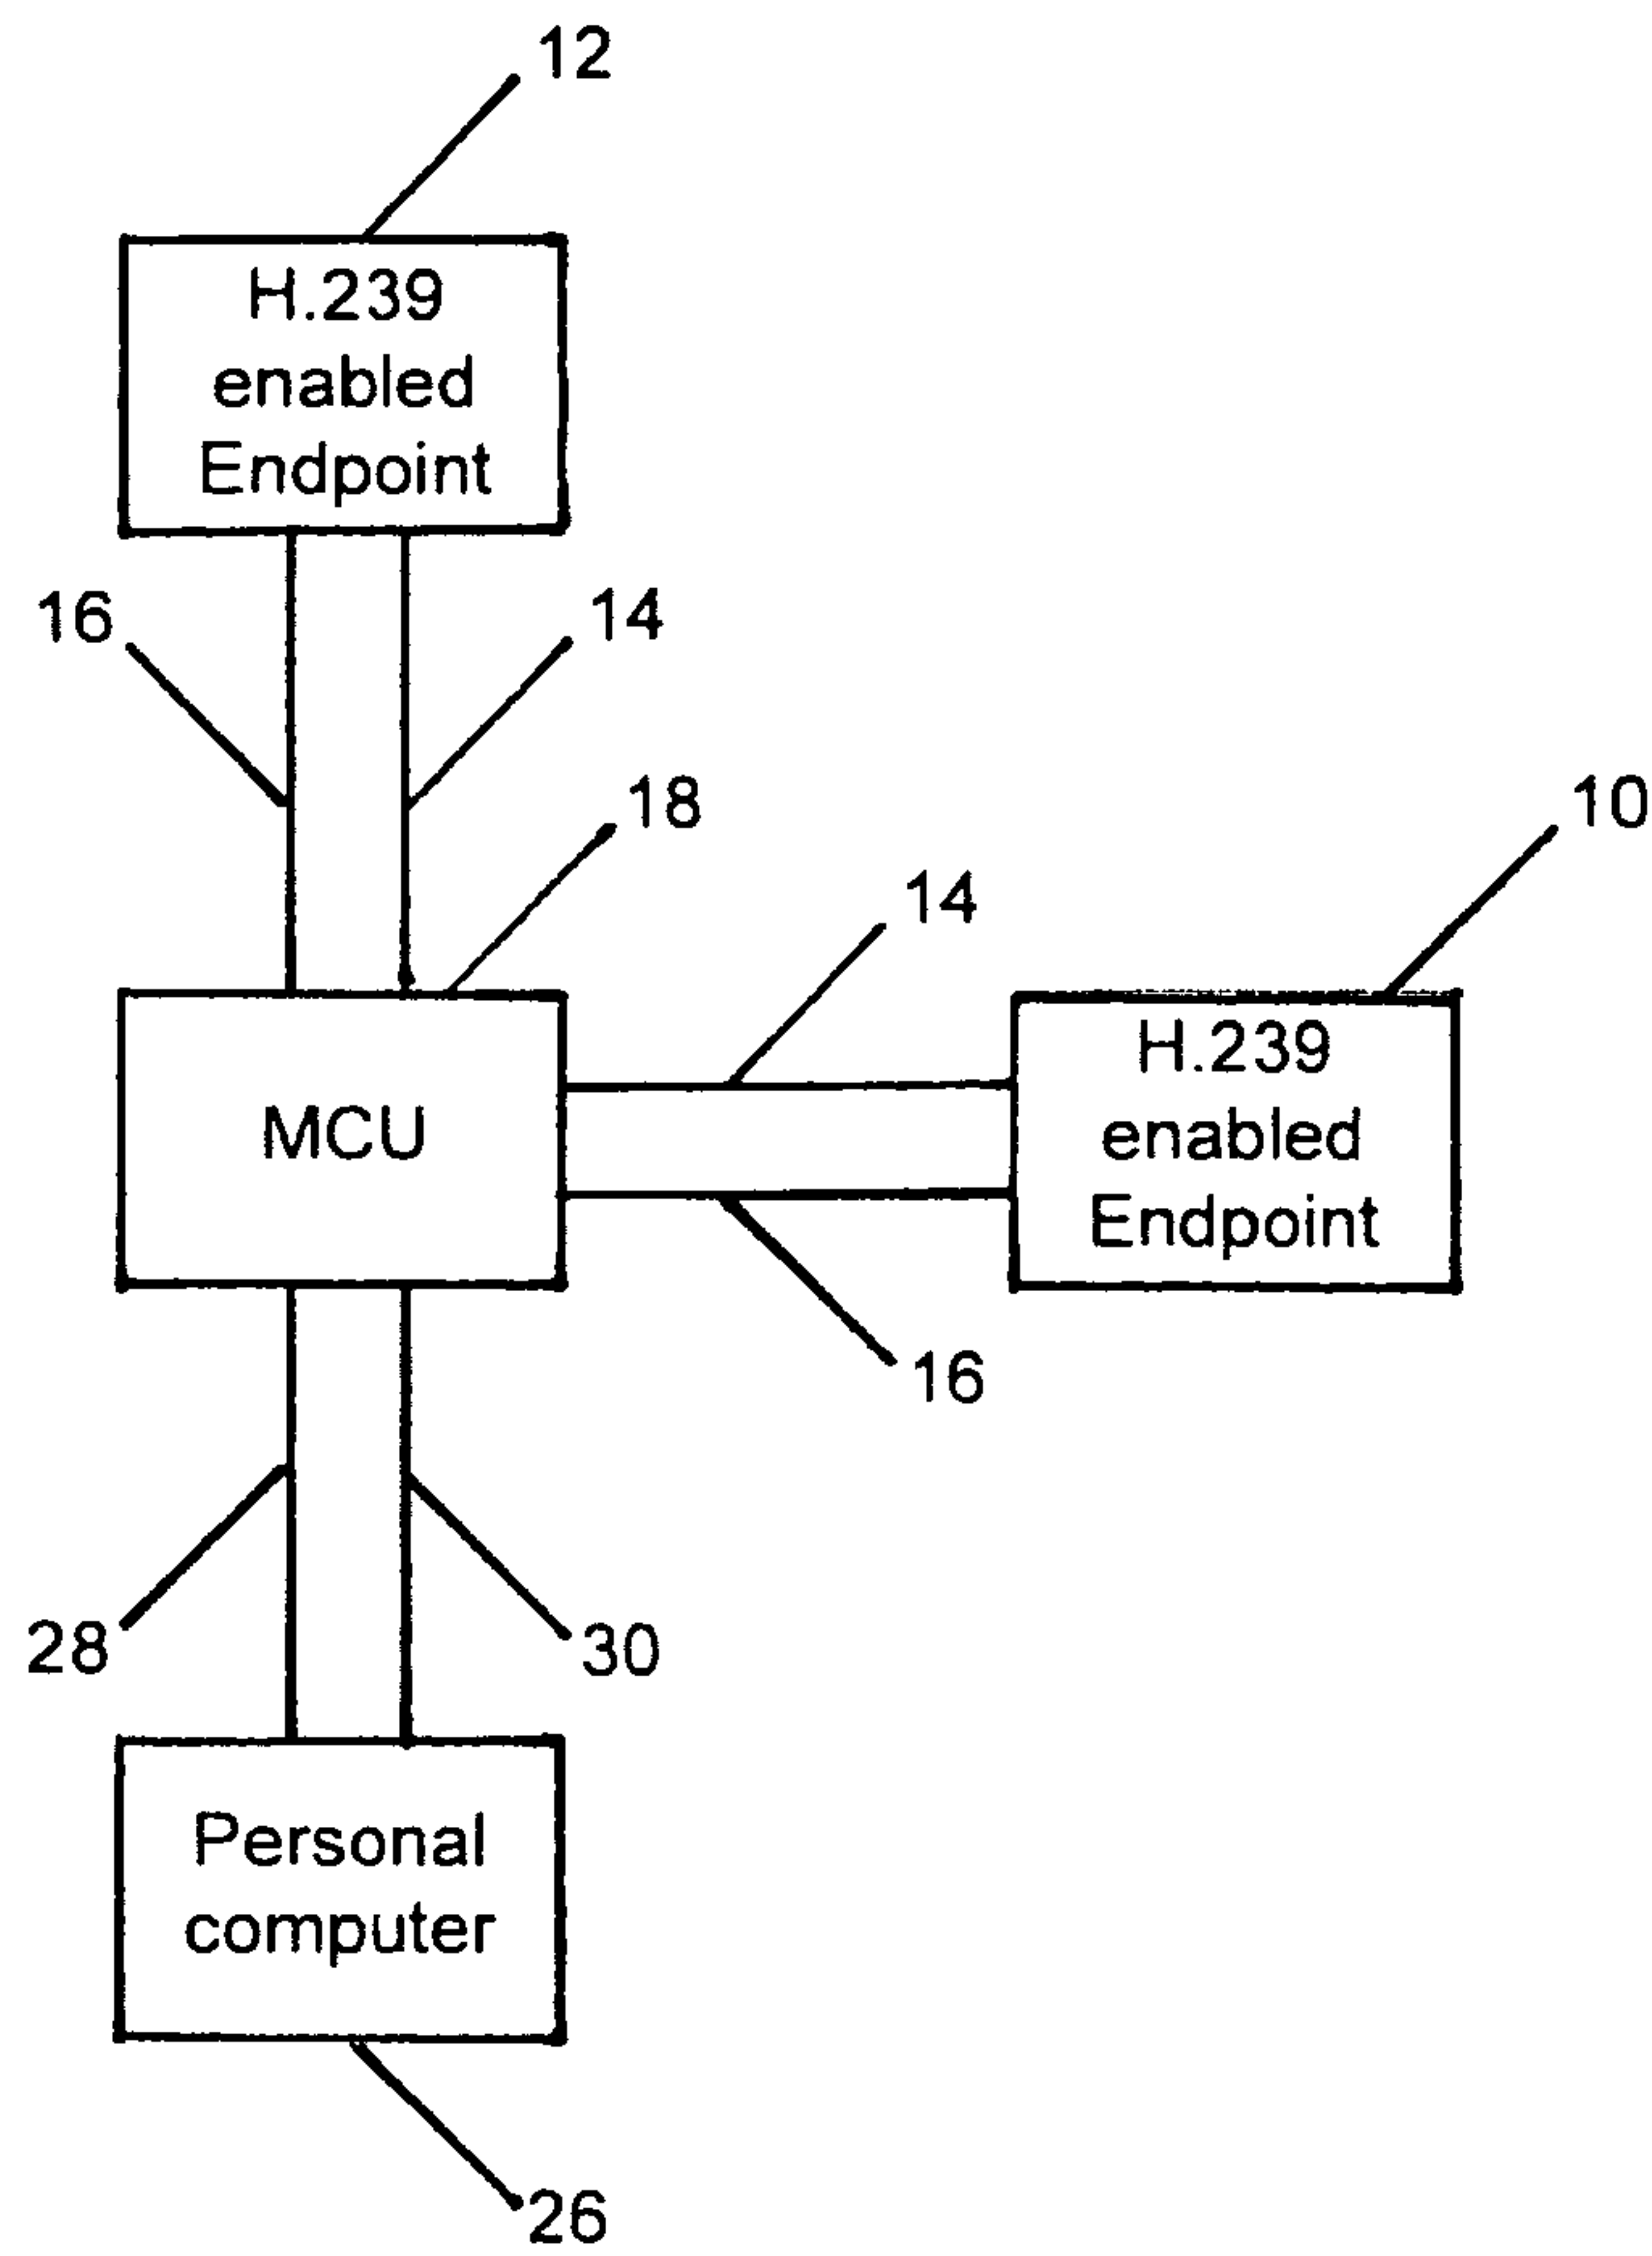 12
H.239
enabled
Endpoint
16
14
18
10
14
MCU
H.239
enabled
Endpoint
16
28
30
Personal
computer
26